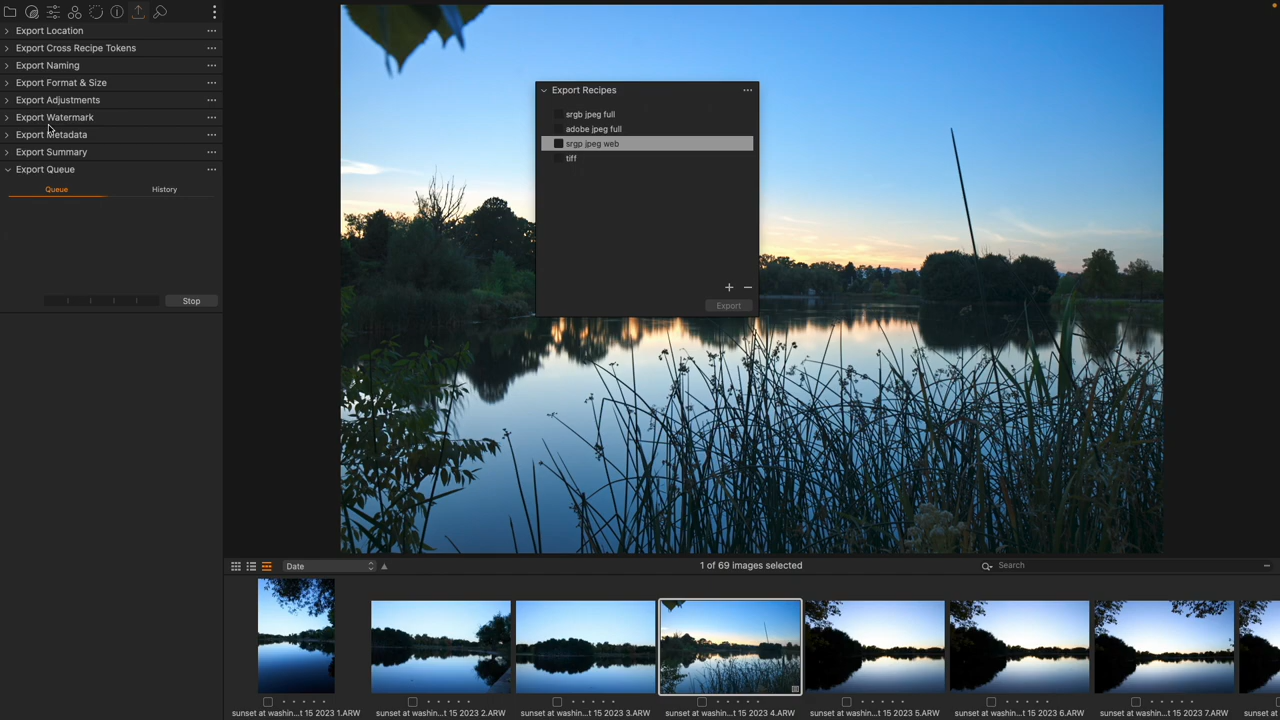 Export Location
Export Cross Recipe Tokens
Export Naming
Export Format & Size
Export Adjustments
Export Watermark
Export Metadata
Export Summary
Export Queue
Queue
History
Stop
Export Recipes
srgb jpeg full
adobe jpeg full
srgp jpeg web
tiff
Export
Date
1 of 69 images selected
Search
sunset at washin...t 15 2023 1.ARW
sunset at washin...t 15 2023 2.ARW
sunset at washin...t 15 2023 3.ARW
sunset at washin...t 15 2023 4.ARW
sunset at washin...t 15 2023 5.ARW
sunset at washin...t 15 2023 6.ARW
sunset at washin...t 15 2023 7.ARW
sunset at wa